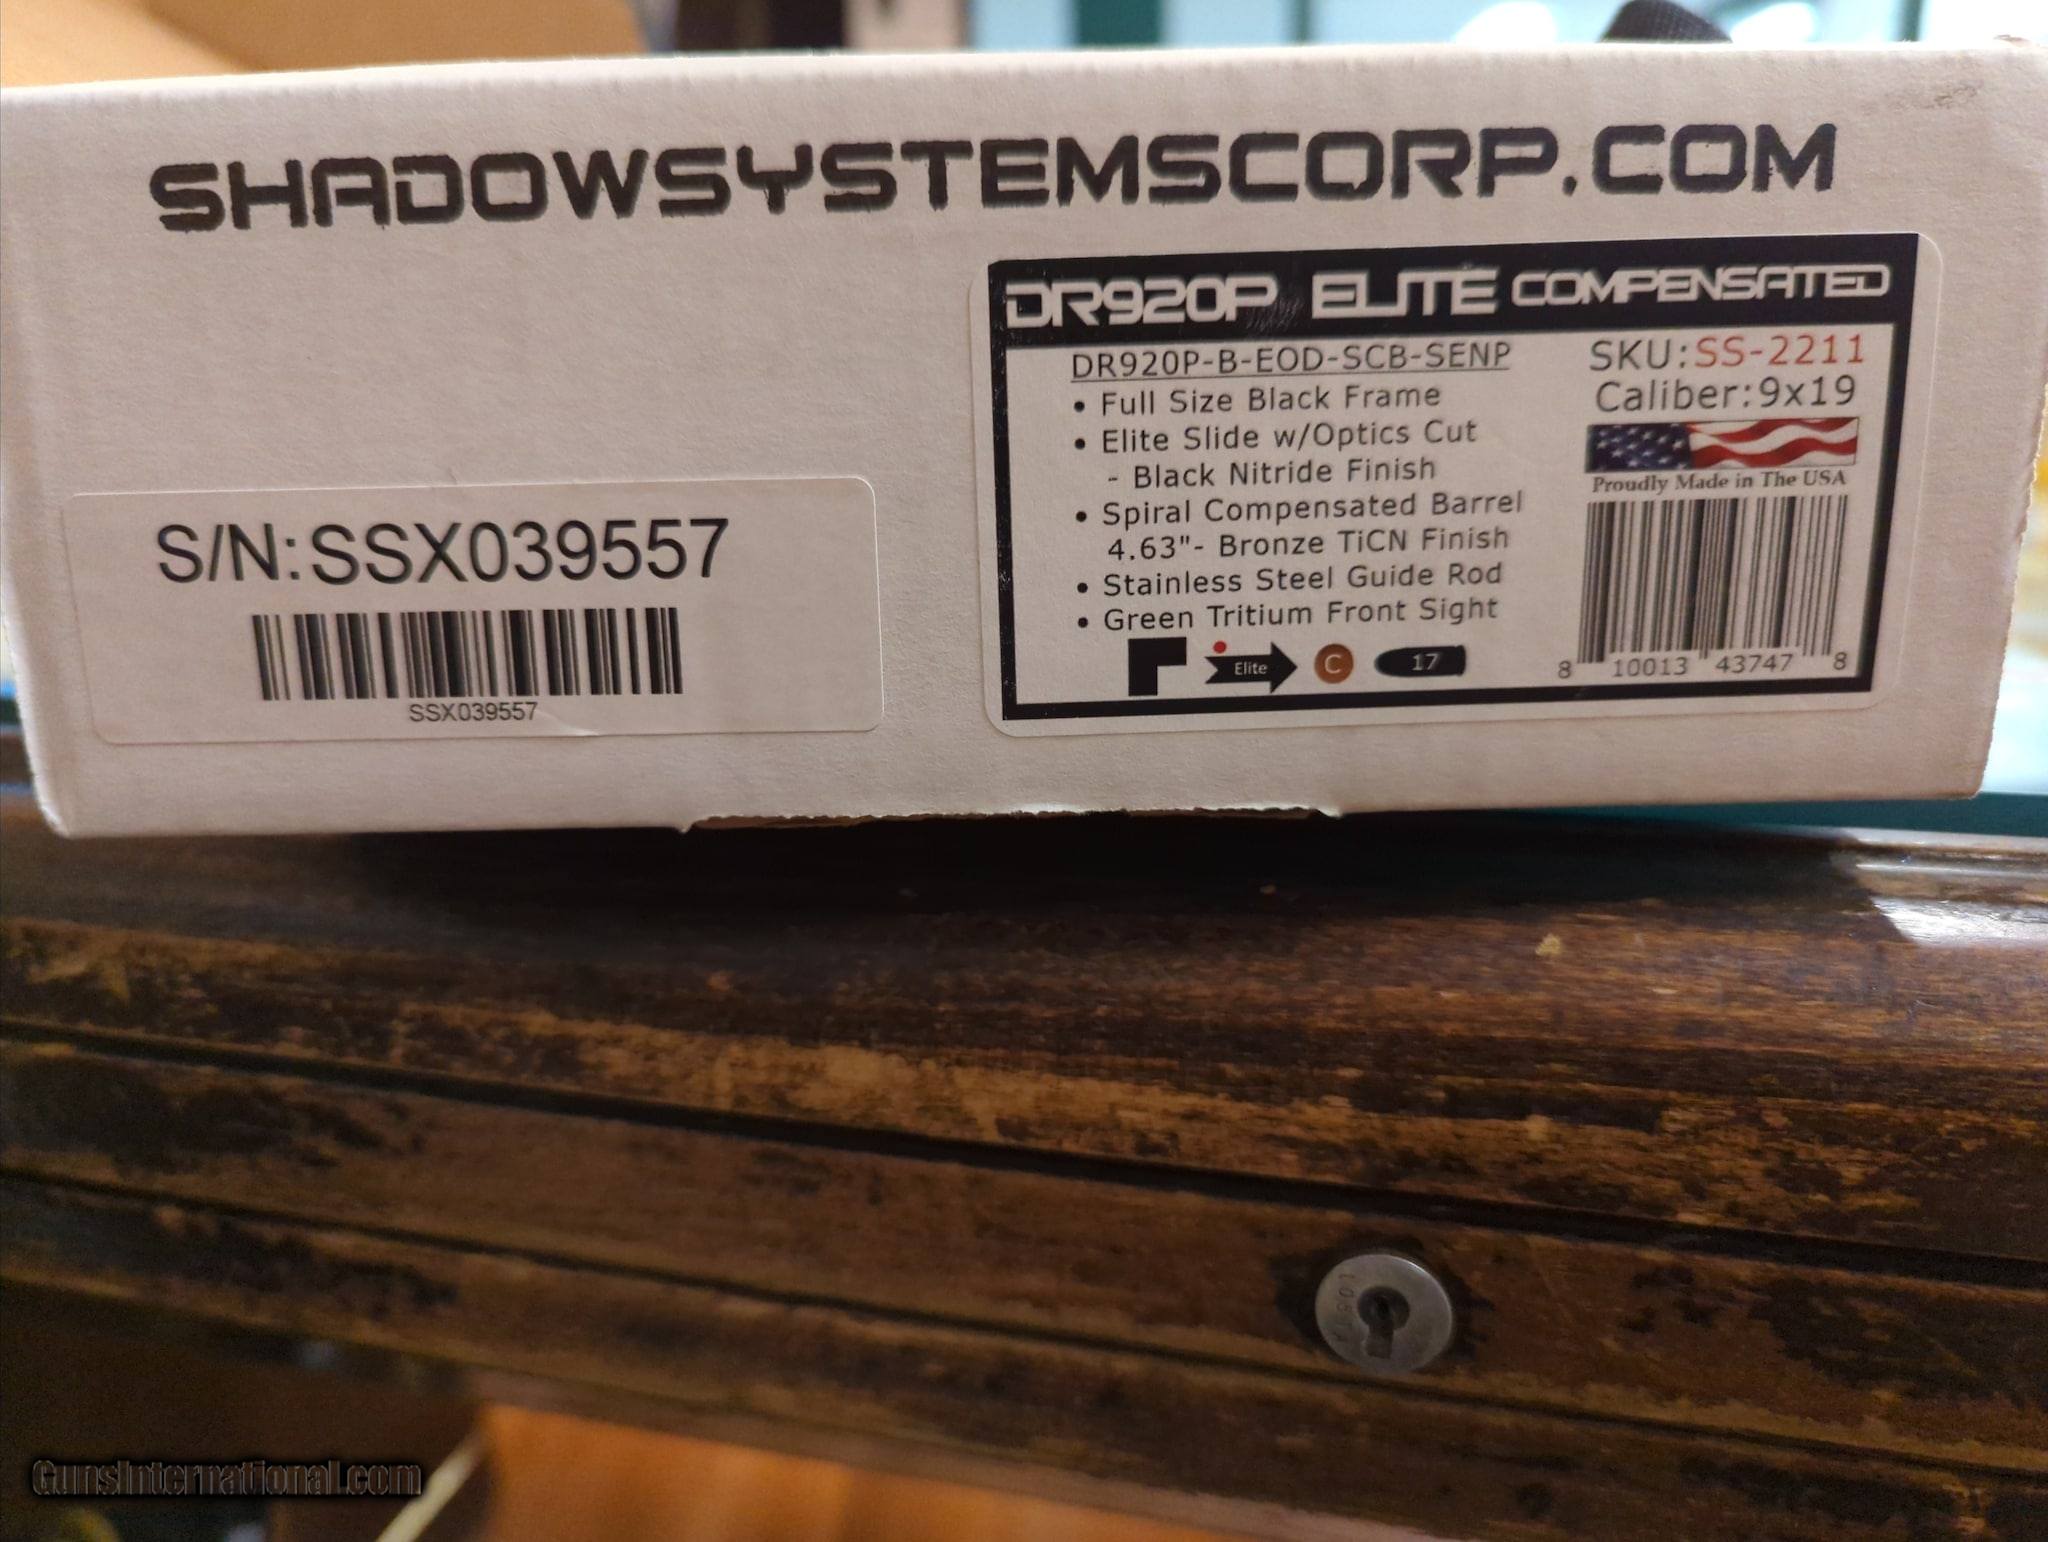 SHADOWSYSTEMSCORP.COM
S/N:SSX039557
SSX039557
DR920P ELITE COMPENSATED
DR920P-B-EOD-SCB-SENP
• Full Size Black Frame
• Elite Slide w/Optics Cut
- Black Nitride Finish
• Spiral Compensated Barrel
4.63"- Bronze TiCN Finish
• Stainless Steel Guide Rod
• Green Tritium Front Sight
Elite C 17
SKU:SS-2211
Caliber:9x19
Proudly Made in The USA
8 10013 43747 8
GunsInternational.com